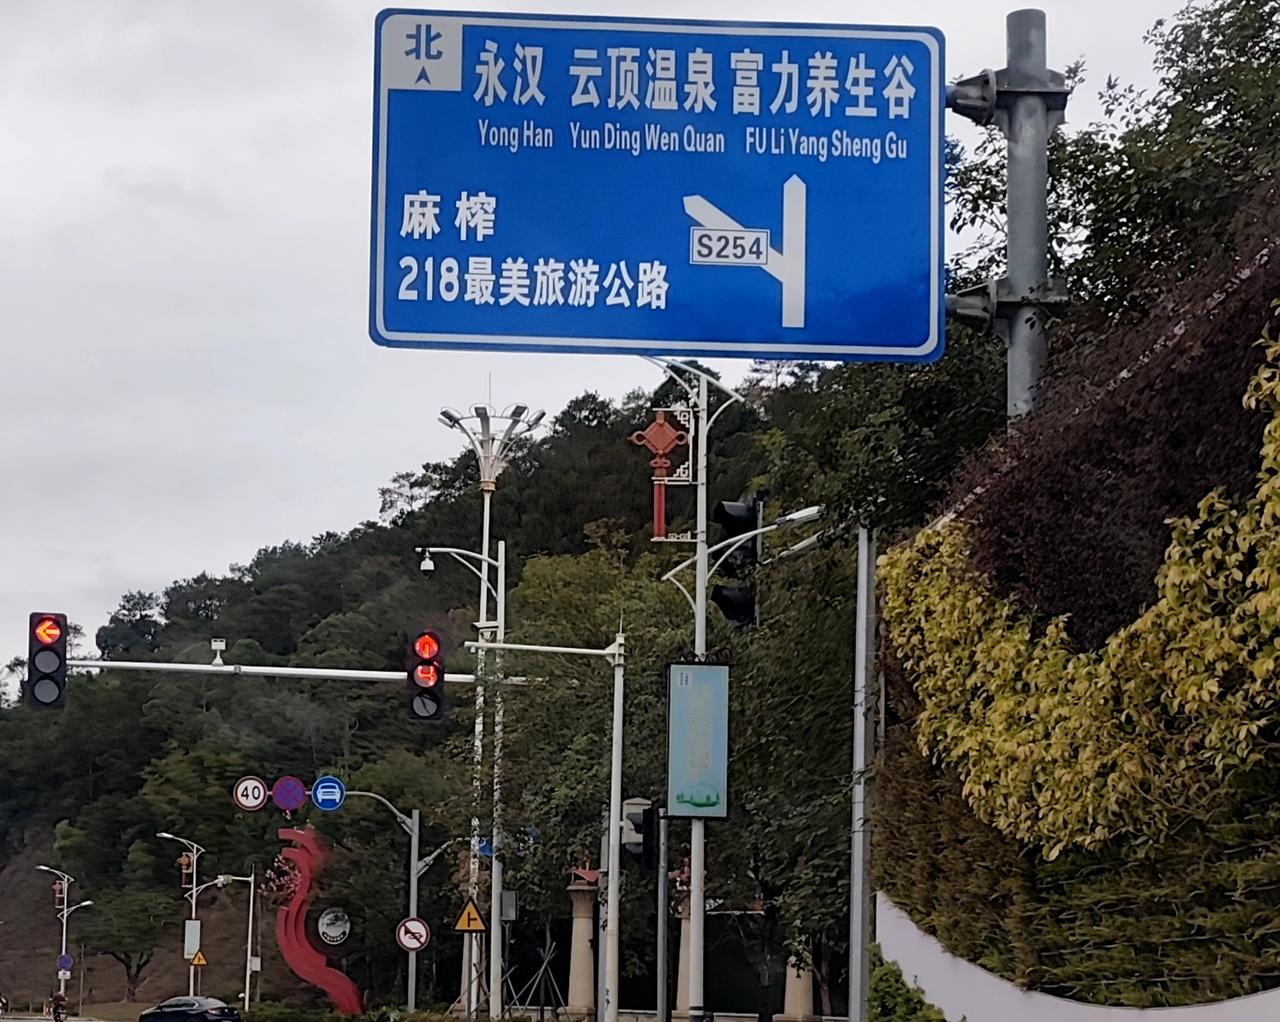 北
永汉 云顶温泉 富力养生谷
Yong Han Yun Ding Wen Quan FU Li Yang Sheng Gu
麻榨
S254
218最美旅游公路
4
40